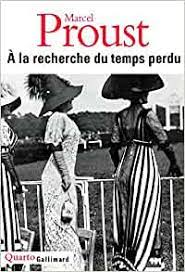 Marcel
Proust
À la recherche du temps perdu
Quarto Gallimard